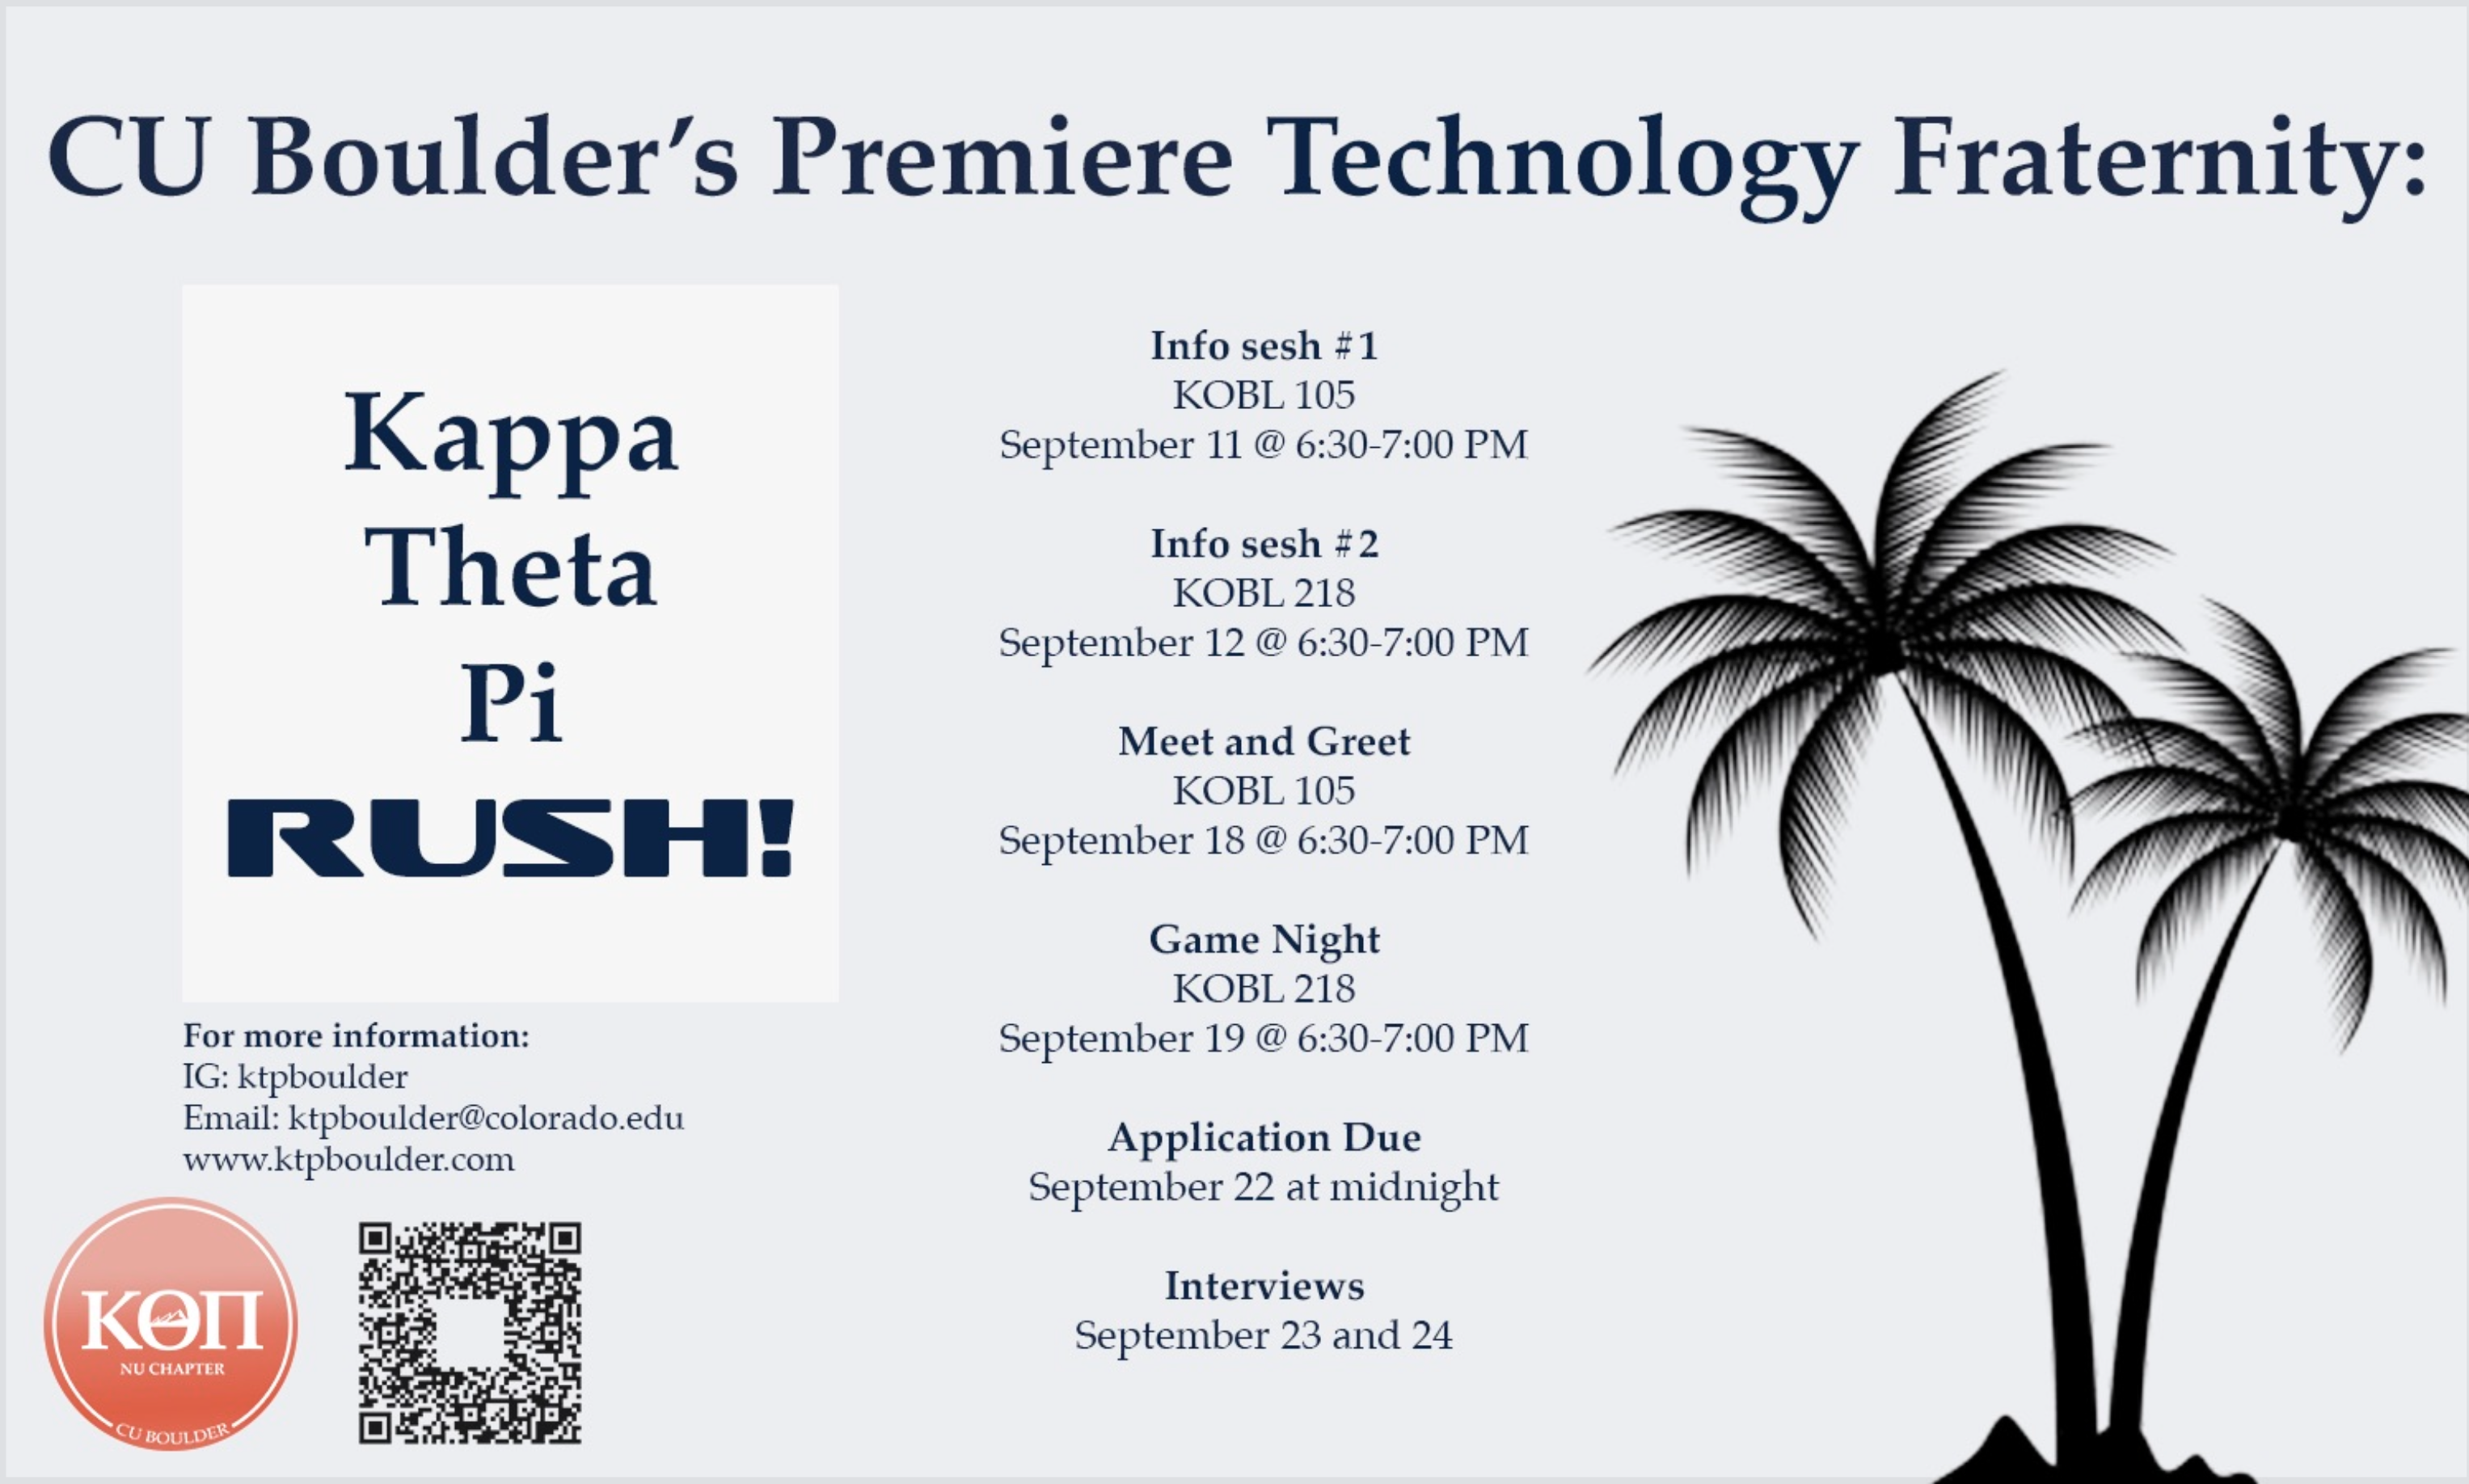 CU Boulder’s Premiere Technology Fraternity:
Kappa
Theta
Pi
RUSH!
For more information:
IG: ktpboulder
Email: ktpboulder@colorado.edu
www.ktpboulder.com
ΚΘΠ
NU CHAPTER
CU BOULDER
Info sesh #1
KOBL 105
September 11 @ 6:30-7:00 PM
Info sesh #2
KOBL 218
September 12 @ 6:30-7:00 PM
Meet and Greet
KOBL 105
September 18 @ 6:30-7:00 PM
Game Night
KOBL 218
September 19 @ 6:30-7:00 PM
Application Due
September 22 at midnight
Interviews
September 23 and 24